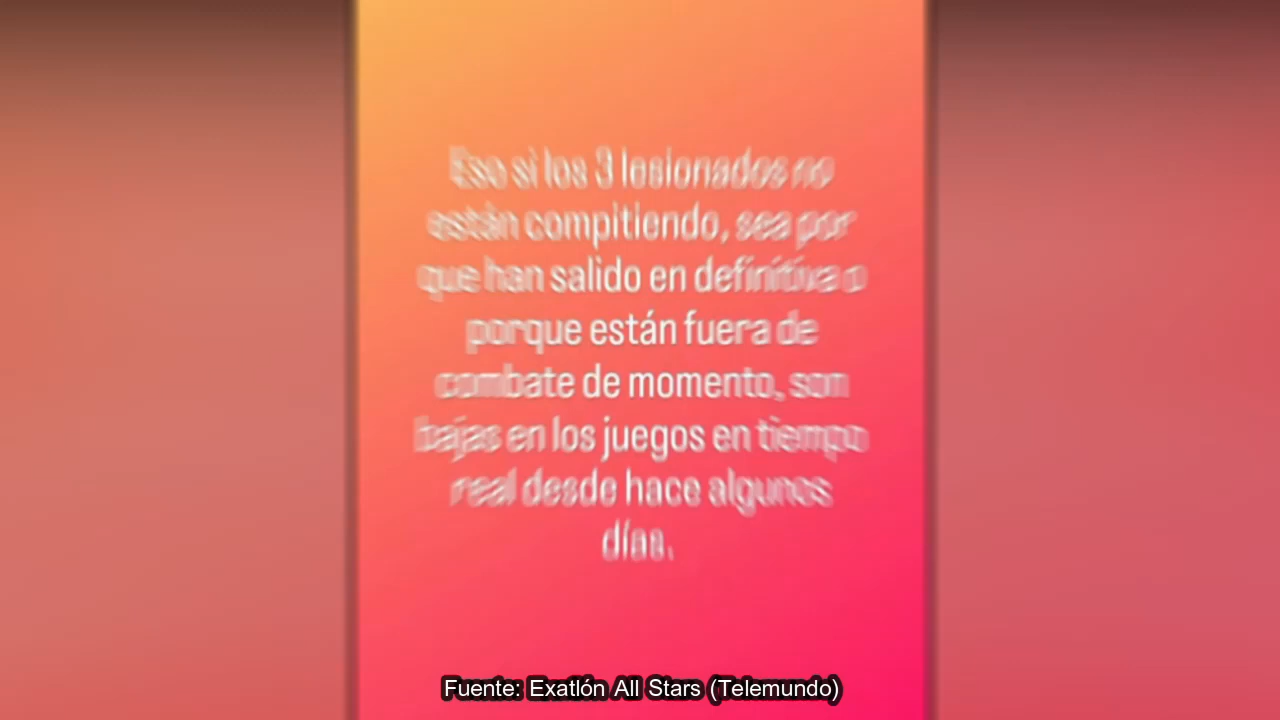 Eso si los 3 lesionados no
están compitiendo, sea por
que han salido en definitiva o
porque están fuera de
combate de momento, son
bajas en los juegos en tiempo
real desde hace algunos
días.
Fuente: Exatlón All Stars (Telemundo)